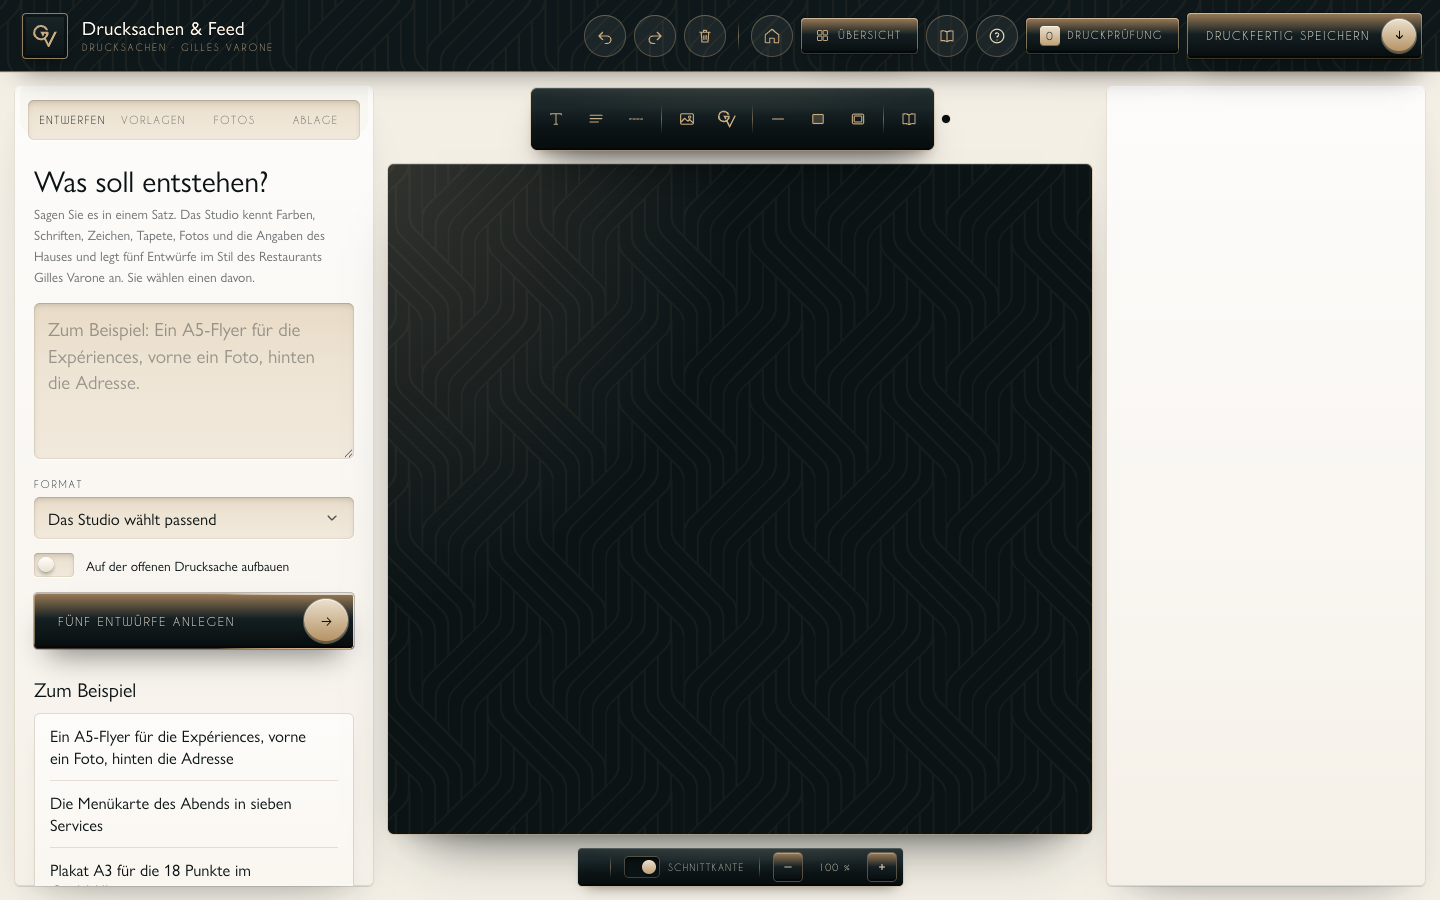 GV
Drucksachen & Feed
DRUCKSACHEN · GILLES VARONE
ÜBERSICHT
0 DRUCKPRÜFUNG
DRUCKFERTIG SPEICHERN
ENTWERFEN VORLAGEN FOTOS ABLAGE
Was soll entstehen?
Sagen Sie es in einem Satz. Das Studio kennt Farben,
Schriften, Zeichen, Tapete, Fotos und die Angaben des
Hauses und legt fünf Entwürfe im Stil des Restaurants
Gilles Varone an. Sie wählen einen davon.
Zum Beispiel: Ein A5-Flyer für die
Expériences, vorne ein Foto, hinten
die Adresse.
FORMAT
Das Studio wählt passend
Auf der offenen Drucksache aufbauen
FÜNF ENTWÜRFE ANLEGEN
Zum Beispiel
Ein A5-Flyer für die Expériences, vorne
ein Foto, hinten die Adresse
Die Menükarte des Abends in sieben
Services
Plakat A3 für die 18 Punkte im
SCHNITTKANTE
100 %